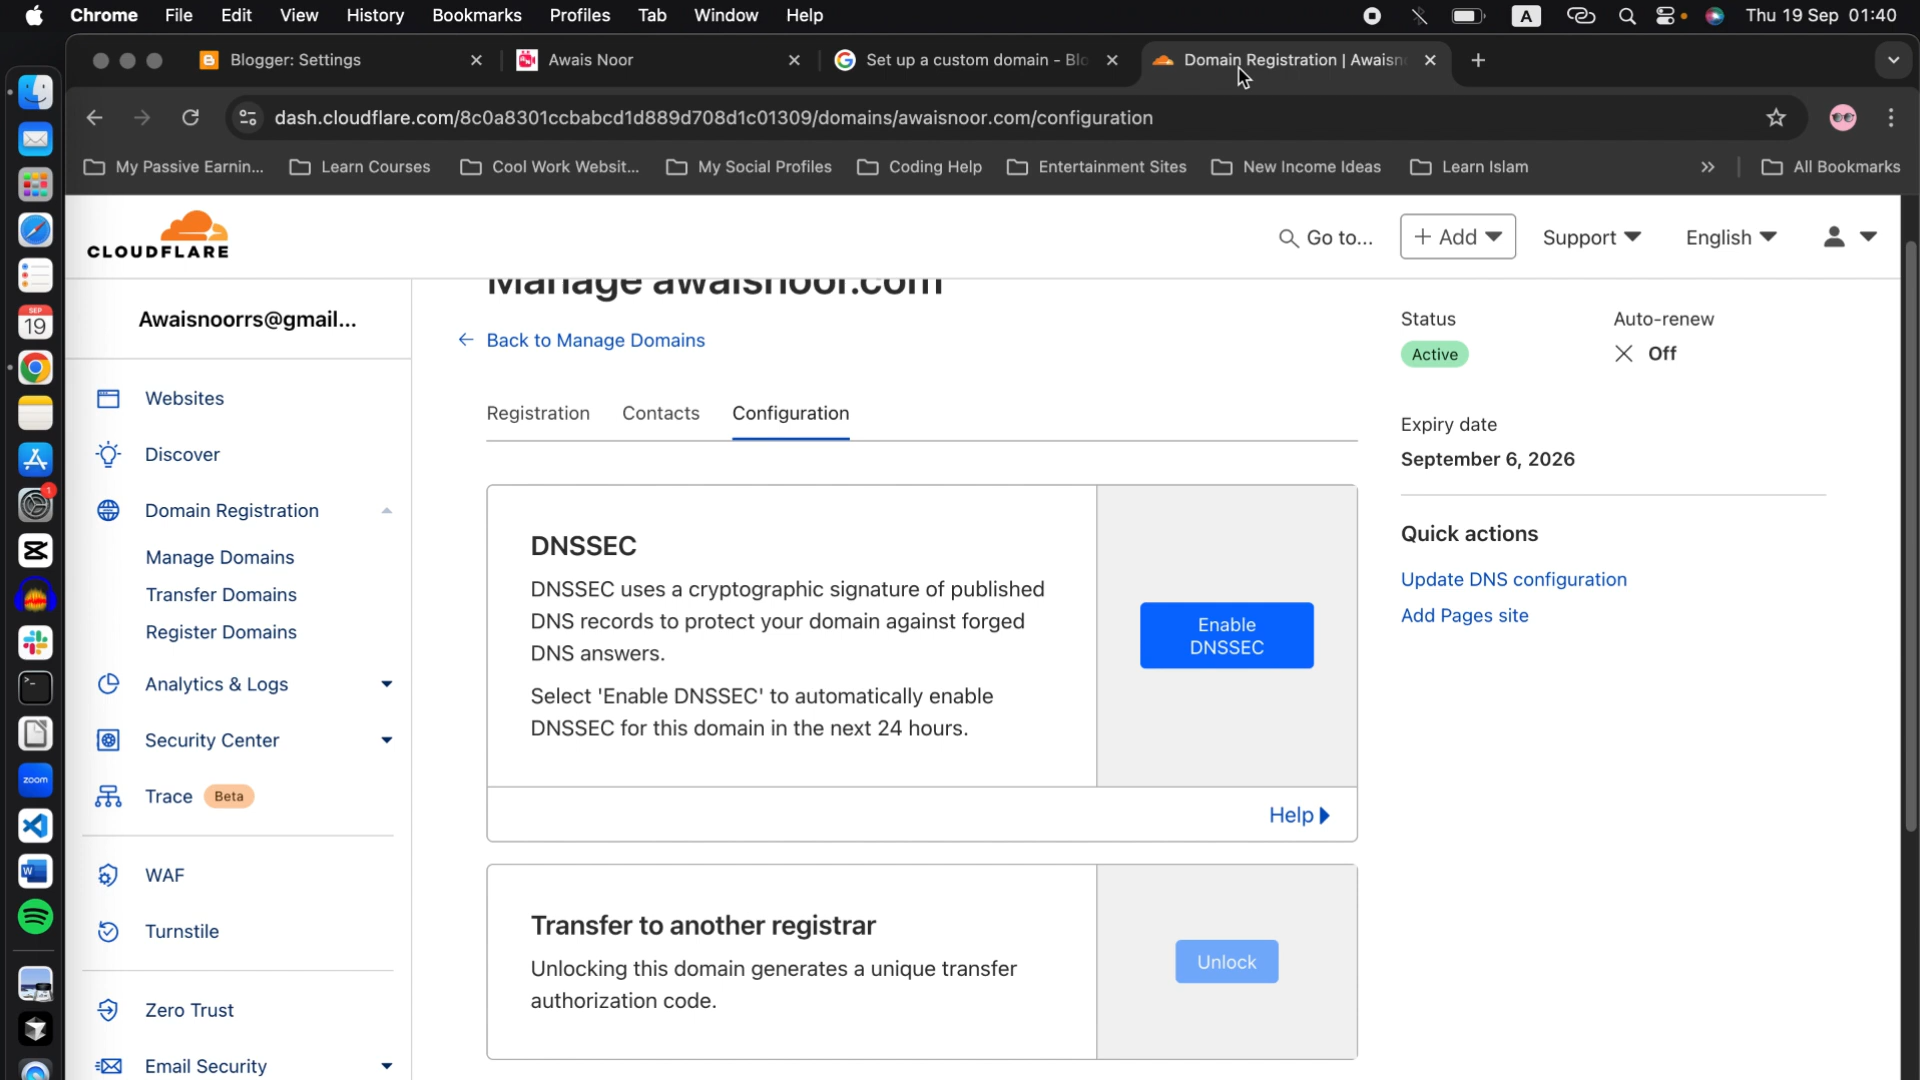 Chrome File Edit View History Bookmarks Profiles Tab Window Help A Thu 19 Sep 01:40
Blogger: Settings Awais Noor Set up a custom domain - Blo Domain Registration | Awaisn
dash.cloudflare.com/8c0a8301ccbabcd1d889d708d1c01309/domains/awaisnoor.com/configuration
My Passive Earnin... Learn Courses Cool Work Websit... My Social Profiles Coding Help Entertainment Sites New Income Ideas Learn Islam » All Bookmarks
CLOUDFLARE
Go to... + Add Support English
Awaisnoorrs@gmail...
Websites
Discover
Domain Registration
Manage Domains
Transfer Domains
Register Domains
Analytics & Logs
Security Center
Trace Beta
WAF
Turnstile
Zero Trust
Email Security
Manage awaisnoor.com
← Back to Manage Domains
Registration Contacts Configuration
DNSSEC
DNSSEC uses a cryptographic signature of published
DNS records to protect your domain against forged
DNS answers.
Select 'Enable DNSSEC' to automatically enable
DNSSEC for this domain in the next 24 hours.
Enable
DNSSEC
Help
Transfer to another registrar
Unlocking this domain generates a unique transfer
authorization code.
Unlock
Status Auto-renew
Active Off
Expiry date
September 6, 2026
Quick actions
Update DNS configuration
Add Pages site
SEP
19
1
zoom
W